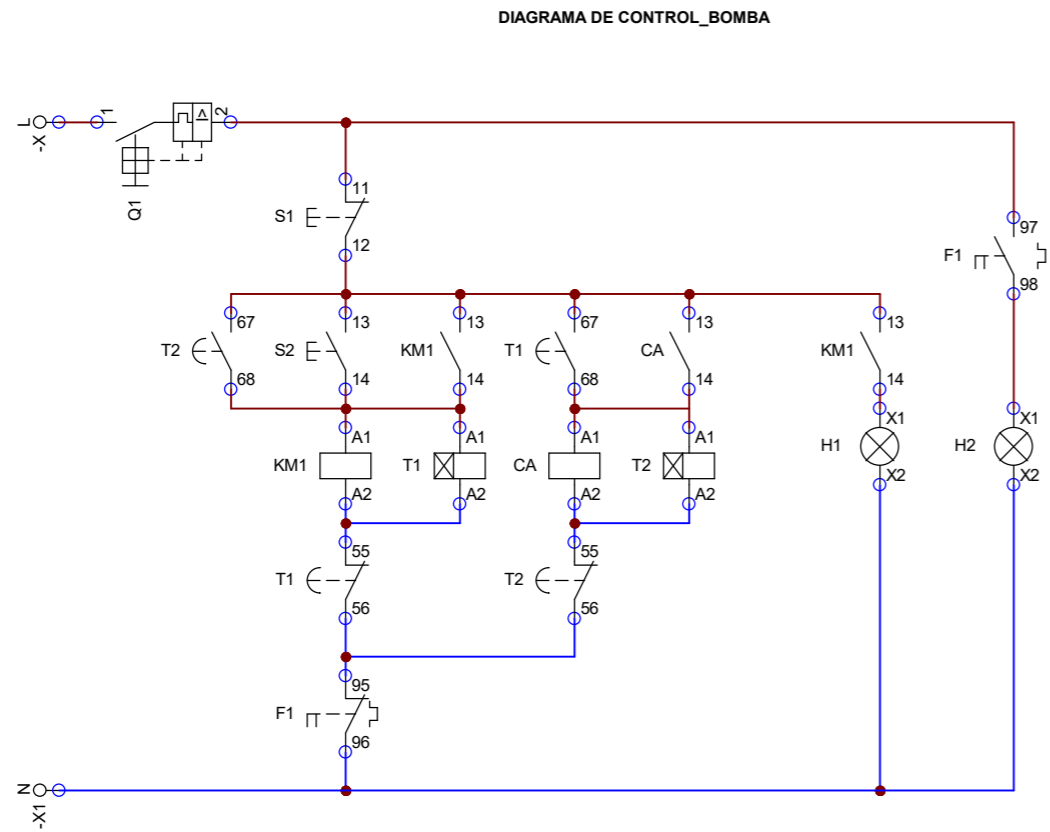 DIAGRAMA DE CONTROL_BOMBA
L
-X
1
2
Q1
11
S1
12
97
F1
98
67
T2
68
13
S2
14
13
KM1
14
67
T1
68
13
CA
14
13
KM1
14
A1
KM1
A2
A1
T1
A2
A1
CA
A2
A1
T2
A2
X1
H1
X2
X1
H2
X2
55
T1
56
55
T2
56
95
F1
96
N
-X1